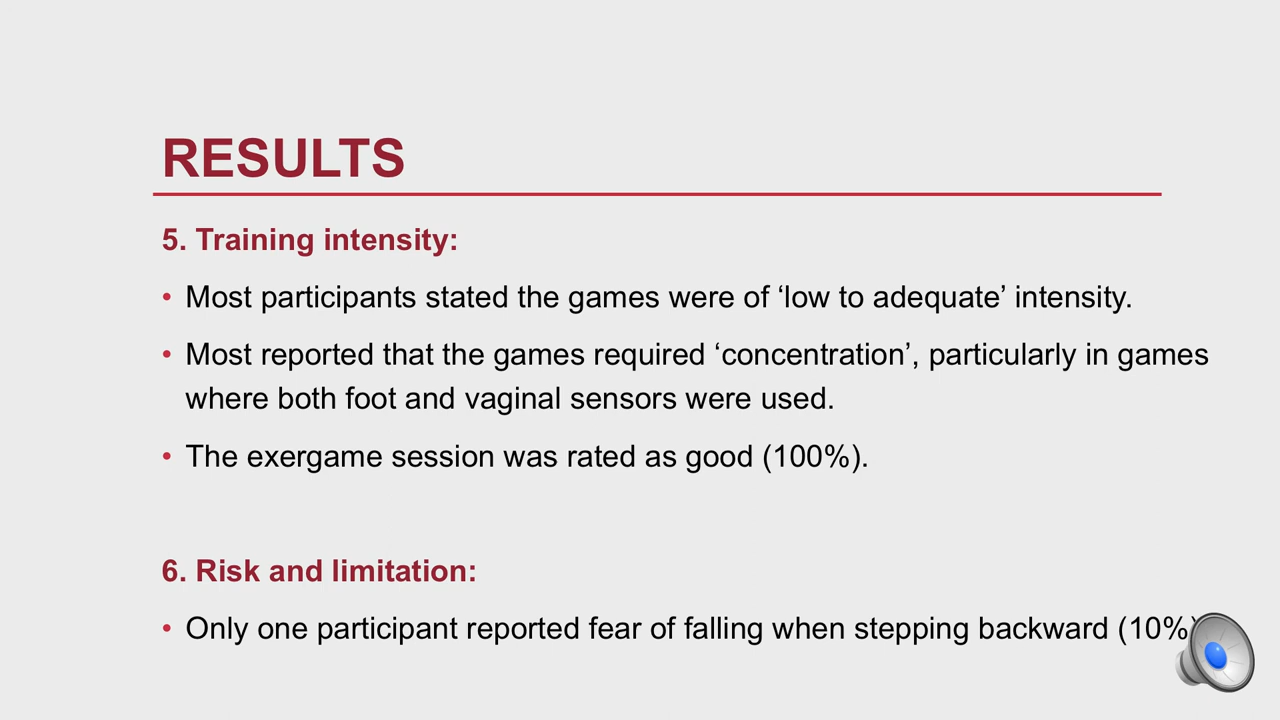 RESULTS
5. Training intensity:
• Most participants stated the games were of ‘low to adequate’ intensity.
• Most reported that the games required ‘concentration’, particularly in games
where both foot and vaginal sensors were used.
• The exergame session was rated as good (100%).
6. Risk and limitation:
• Only one participant reported fear of falling when stepping backward (10%)